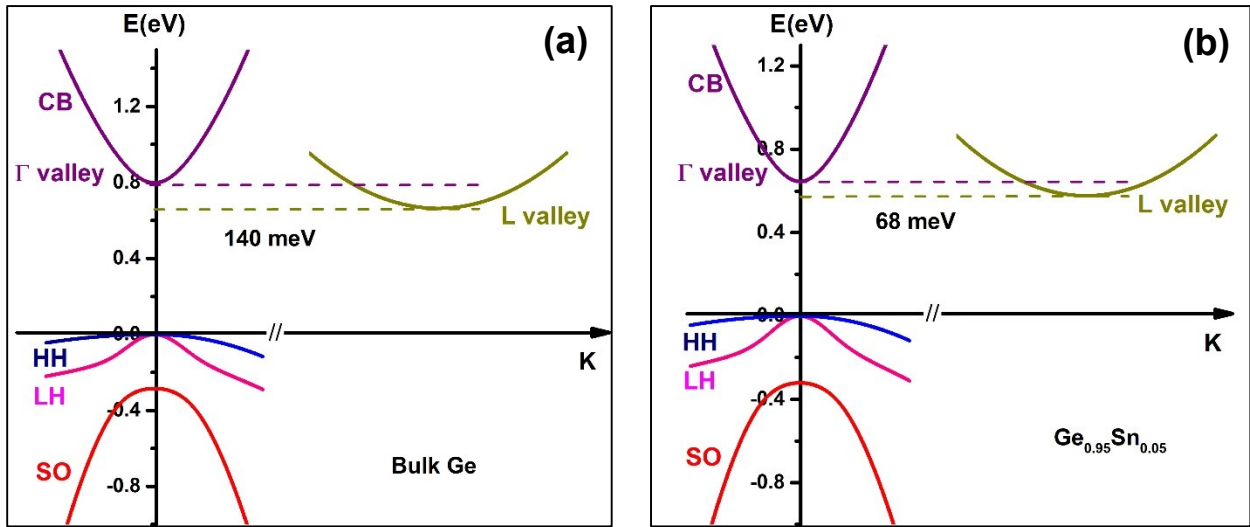 E(eV)
(a)
CB
1.2
Γ valley
0.8
L valley
140 meV
0.4
0.0
HH
K
LH
-0.4
SO
Bulk Ge
-0.8
E(eV)
(b)
1.2
CB
0.8
Γ valley
L valley
68 meV
0.4
0.0
HH
K
LH
-0.4
Ge0.95Sn0.05
SO
-0.8